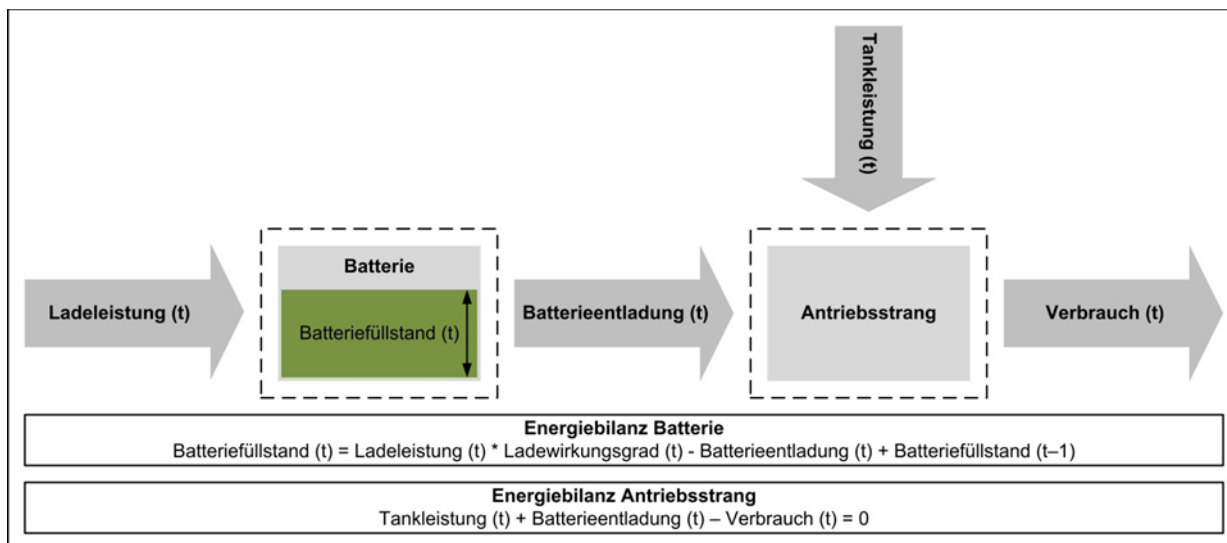 Tankleistung (t)
Batterie
Ladeleistung (t)
Batteriefüllstand (t)
Batterieentladung (t)
Antriebsstrang
Verbrauch (t)
Energiebilanz Batterie
Batteriefüllstand (t) = Ladeleistung (t) * Ladewirkungsgrad (t) - Batterieentladung (t) + Batteriefüllstand (t–1)
Energiebilanz Antriebsstrang
Tankleistung (t) + Batterieentladung (t) – Verbrauch (t) = 0